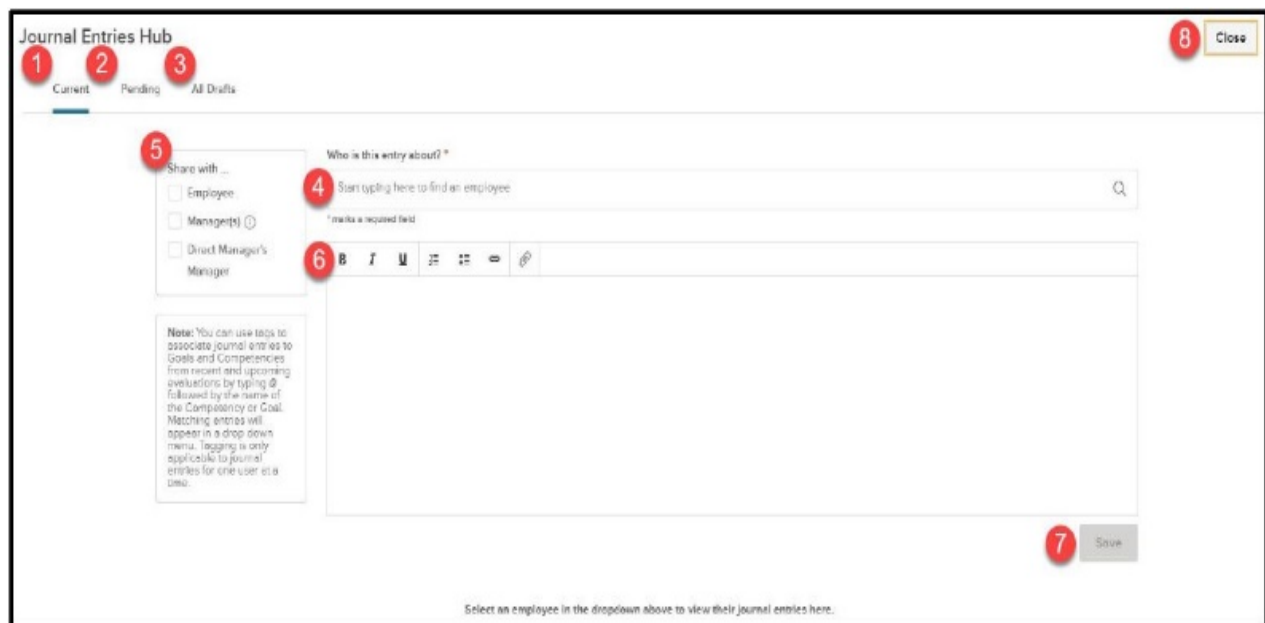 Journal Entries Hub
8
Close
1
2
3
Current
Pending
All Drafts
5
Share with ...
Employee
Manager(s)
Direct Manager's
Manager
Who is this entry about? *
4
Start typing here to find an employee
* marks a required field
6
B I U
Note: You can use tags to
associate journal entries to
Goals and Competencies
from recent and upcoming
evaluations by typing @
followed by the name of
the Competency or Goal.
Matching entries will
appear in a drop down
menu. Tagging is only
applicable to journal
entries for one user at a
time.
7
Save
Select an employee in the dropdown above to view their journal entries here.